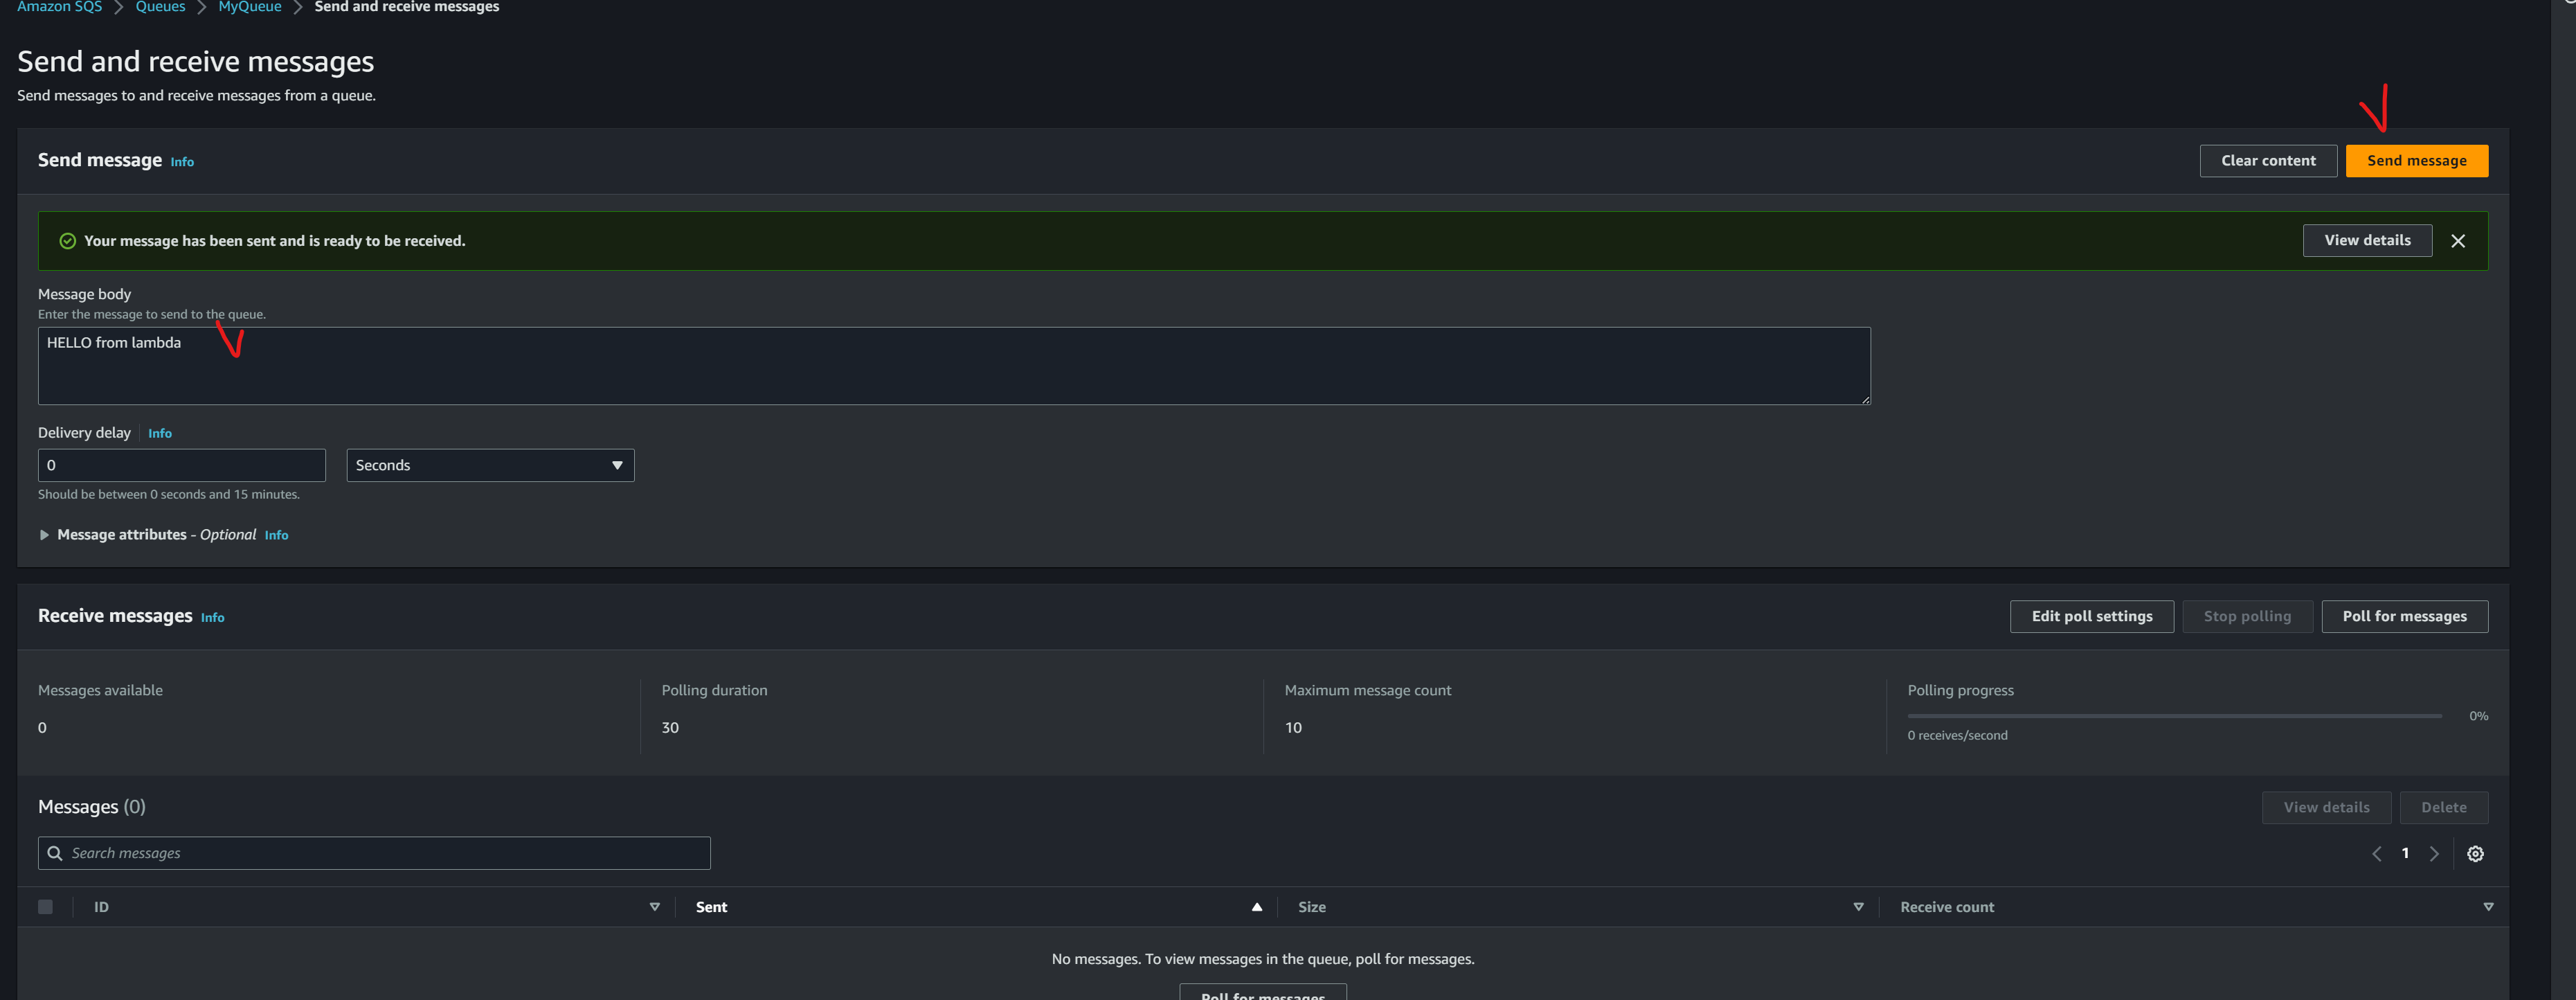 Amazon SQS > Queues > MyQueue > Send and receive messages
Send and receive messages
Send messages to and receive messages from a queue.
Send message Info
Clear content
Send message
Your message has been sent and is ready to be received.
View details
Message body
Enter the message to send to the queue.
HELLO from lambda
Delivery delay Info
0
Seconds
Should be between 0 seconds and 15 minutes.
Message attributes - Optional Info
Receive messages Info
Edit poll settings
Stop polling
Poll for messages
Messages available
0
Polling duration
30
Maximum message count
10
Polling progress
0%
0 receives/second
Messages (0)
View details
Delete
Search messages
1
ID
Sent
Size
Receive count
No messages. To view messages in the queue, poll for messages.
Poll for messages